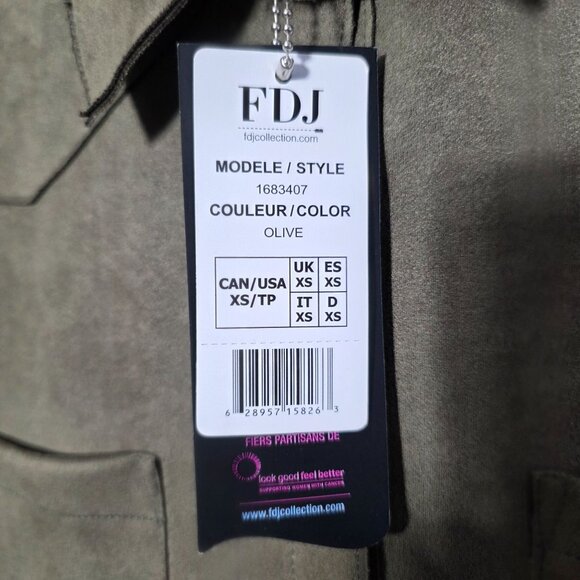 FDJ
fdjcollection.com
MODELE / STYLE
1683407
COULEUR/COLOR
OLIVE
CAN/USA
XS/TP
UK
XS
ES
XS
IT
XS
D
XS
6 28957 15826 3
FIERS PARTISANS DE
look good feel better
SUPPORTING WOMEN WITH CANCER
www.fdjcollection.com